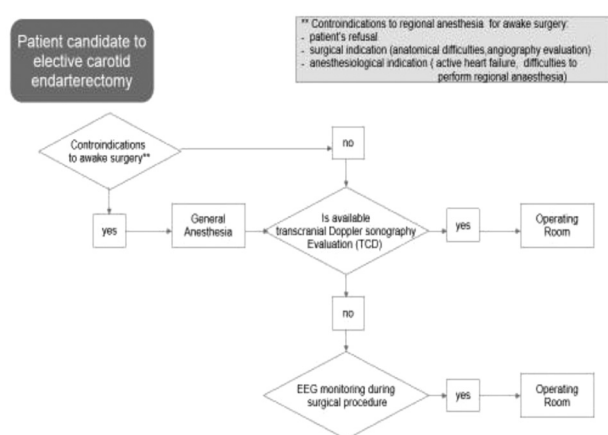 Patient candidate to
elective carotid
endarterectomy
** Controindications to regional anesthesia for awake surgery:
- patient's refusal
- surgical indication (anatomical difficulties,angiography evaluation)
- anesthesiological indication ( active heart failure, difficulties to
perform regional anaesthesia)
Controindications
to awake surgery**
no
yes
General
Anesthesia
Is available
transcranial Doppler sonography
Evaluation (TCD)
yes
Operating
Room
no
EEG monitoring during
surgical procedure
yes
Operating
Room